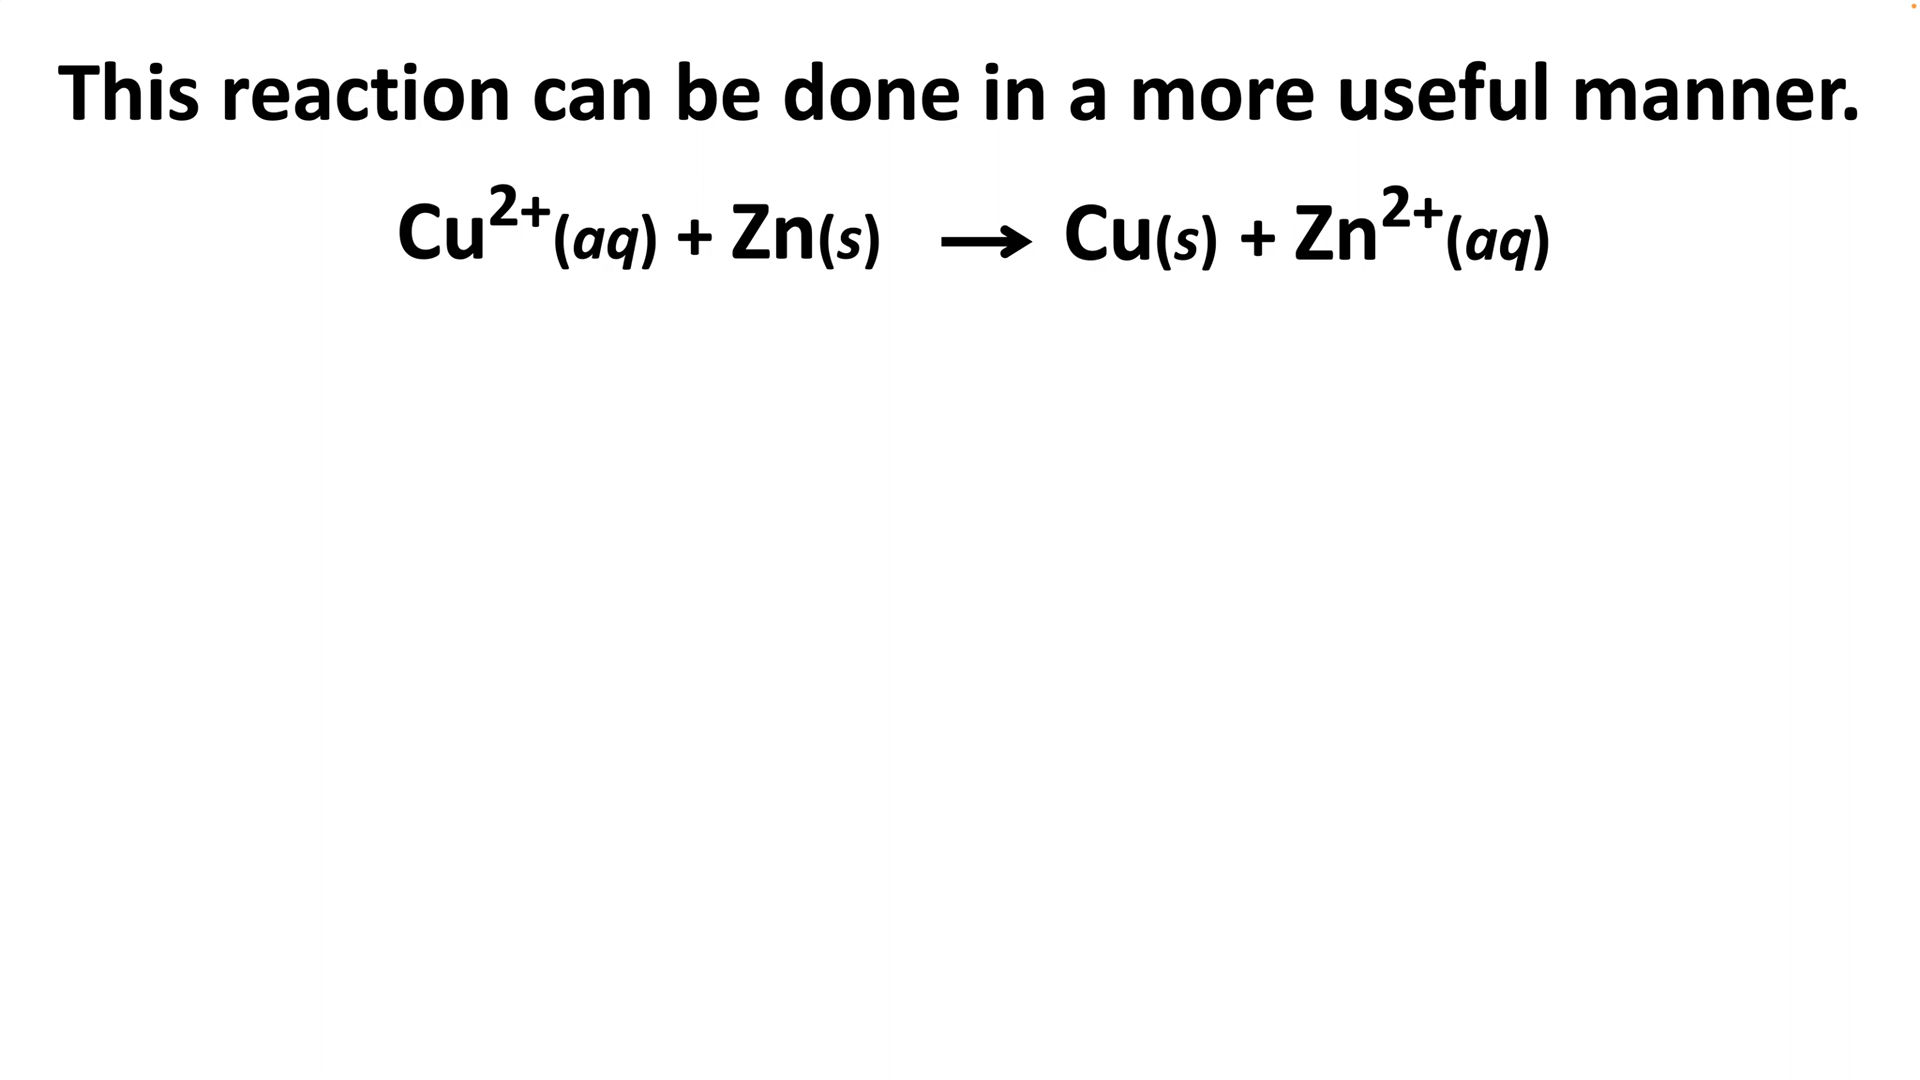 This reaction can be done in a more useful manner.
Cu²⁺(aq) + Zn(s) ⟶ Cu(s) + Zn²⁺(aq)